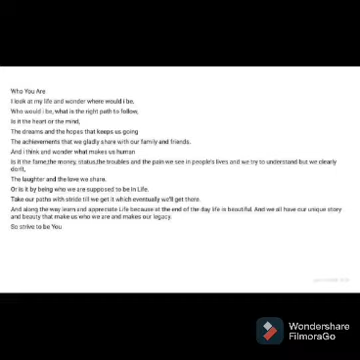 Who You Are
I look at my life and wonder where would i be.
Who would i be, what is the right path to follow,
Is it the heart or the mind,
The dreams and the hopes that keeps us going
The achievements that we gladly share with our family and friends.
And i think and wonder what makes us human
Is it the fame,the money, status,the troubles and the pain we see in people's lives and we try to understand but we clearly
don't,
The laughter and the love we share.
Or is it by being who we are supposed to be in Life.
Take our paths with stride till we get it which eventually we'll get there.
And along the way learn and appreciate Life because at the end of the day life is beautiful. And we all have our unique story
and beauty that make us who we are and makes our legacy.
So strive to be You
Wondershare
FilmoraGo